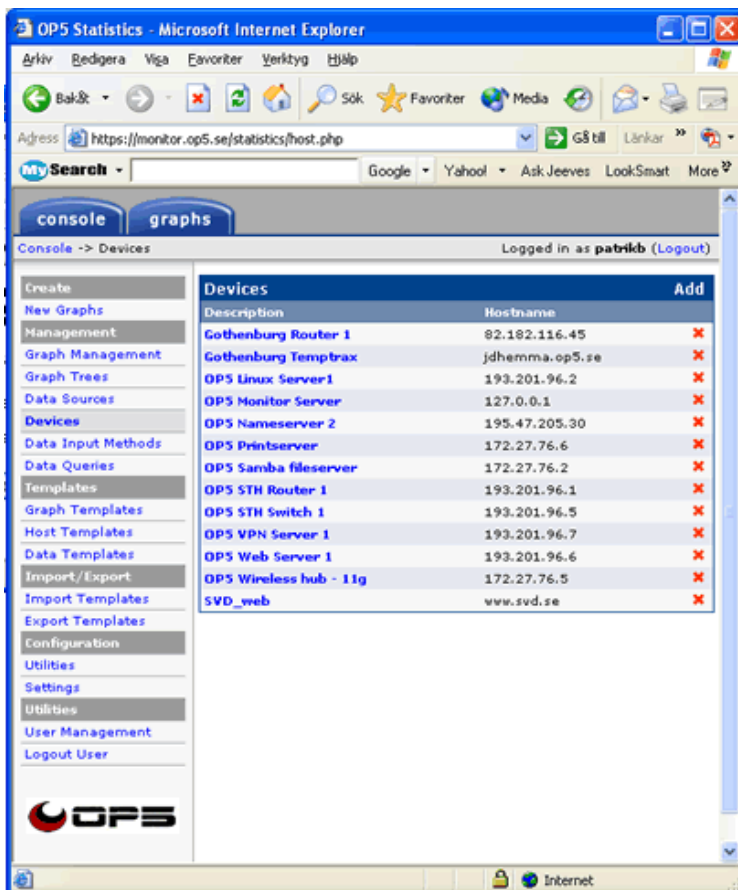 OP5 Statistics - Microsoft Internet Explorer
Arkiv Redigera Visa Favoriter Verktyg Hjälp
Bakåt Sök Favoriter Media
Adress https://monitor.op5.se/statistics/host.php Gå till Länkar »
My Search Google Yahoo! Ask Jeeves LookSmart More »
console graphs
Console -> Devices Logged in as patrikb (Logout)
Create
New Graphs
Management
Graph Management
Graph Trees
Data Sources
Devices
Data Input Methods
Data Queries
Templates
Graph Templates
Host Templates
Data Templates
Import/Export
Import Templates
Export Templates
Configuration
Utilities
Settings
Utilities
User Management
Logout User
OP5
Devices Add
Description Hostname
Gothenburg Router 1 82.182.116.45
Gothenburg Temptrax jdhemma.op5.se
OP5 Linux Server1 193.201.96.2
OP5 Monitor Server 127.0.0.1
OP5 Nameserver 2 195.47.205.30
OP5 Printserver 172.27.76.6
OP5 Samba fileserver 172.27.76.2
OP5 STH Router 1 193.201.96.1
OP5 STH Switch 1 193.201.96.5
OP5 VPN Server 1 193.201.96.7
OP5 Web Server 1 193.201.96.6
OP5 Wireless hub - 11g 172.27.76.5
SVD_web www.svd.se
Internet